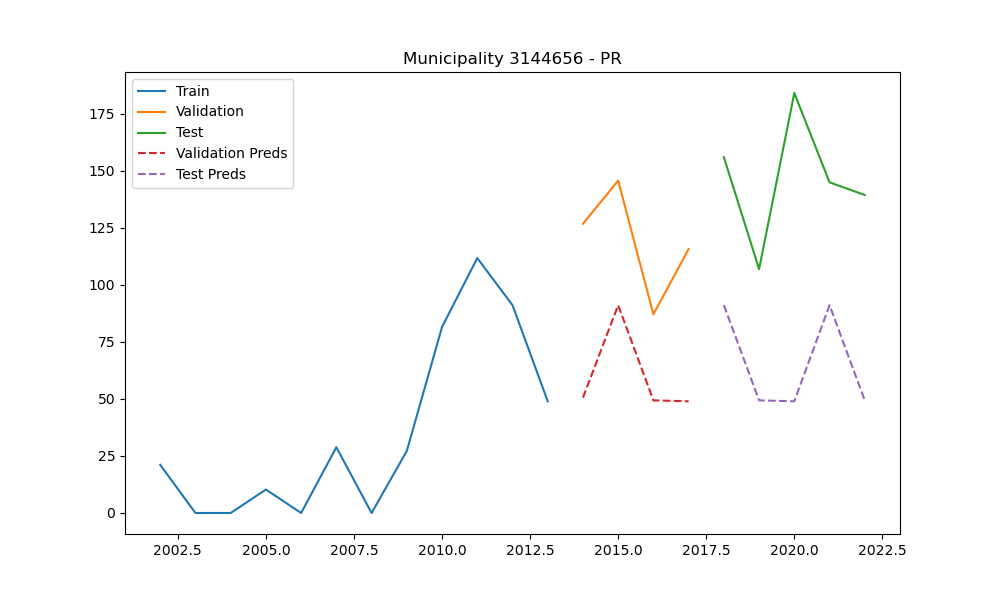 Municipality 3144656 - PR
Train
Validation
Test
Validation Preds
Test Preds
175
150
125
100
75
50
25
0
2002.5 2005.0 2007.5 2010.0 2012.5 2015.0 2017.5 2020.0 2022.5